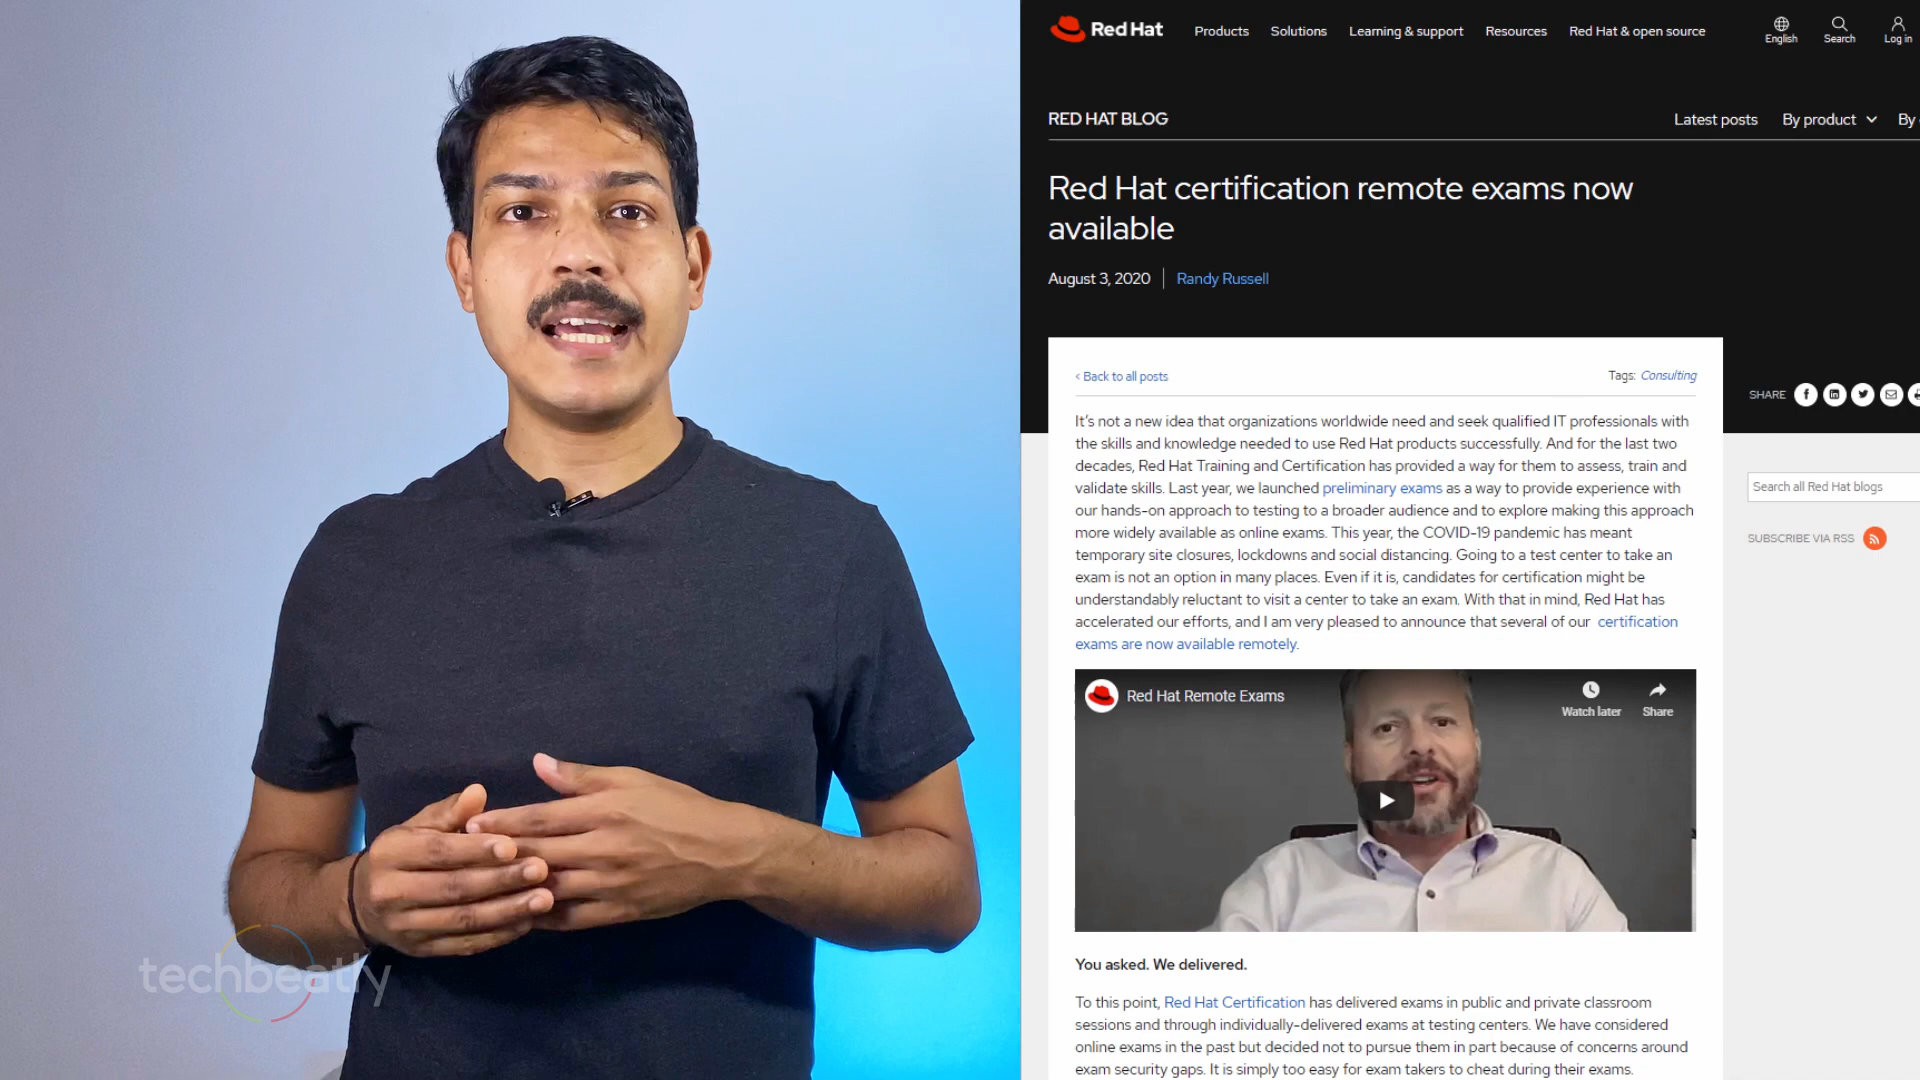 Red Hat
Products
Solutions
Learning & support
Resources
Red Hat & open source
English
Search
Log in
RED HAT BLOG
Latest posts
By product
By
Red Hat certification remote exams now
available
August 3, 2020
Randy Russell
‹ Back to all posts
Tags: Consulting
SHARE
It’s not a new idea that organizations worldwide need and seek qualified IT professionals with
the skills and knowledge needed to use Red Hat products successfully. And for the last two
decades, Red Hat Training and Certification has provided a way for them to assess, train and
validate skills. Last year, we launched preliminary exams as a way to provide experience with
our hands-on approach to testing to a broader audience and to explore making this approach
more widely available as online exams. This year, the COVID-19 pandemic has meant
temporary site closures, lockdowns and social distancing. Going to a test center to take an
exam is not an option in many places. Even if it is, candidates for certification might be
understandably reluctant to visit a center to take an exam. With that in mind, Red Hat has
accelerated our efforts, and I am very pleased to announce that several of our certification
exams are now available remotely.
Search all Red Hat blogs
SUBSCRIBE VIA RSS
Red Hat Remote Exams
Watch later
Share
You asked. We delivered.
To this point, Red Hat Certification has delivered exams in public and private classroom
sessions and through individually-delivered exams at testing centers. We have considered
online exams in the past but decided not to pursue them in part because of concerns around
exam security gaps. It is simply too easy for exam takers to cheat during their exams.
techbeatly